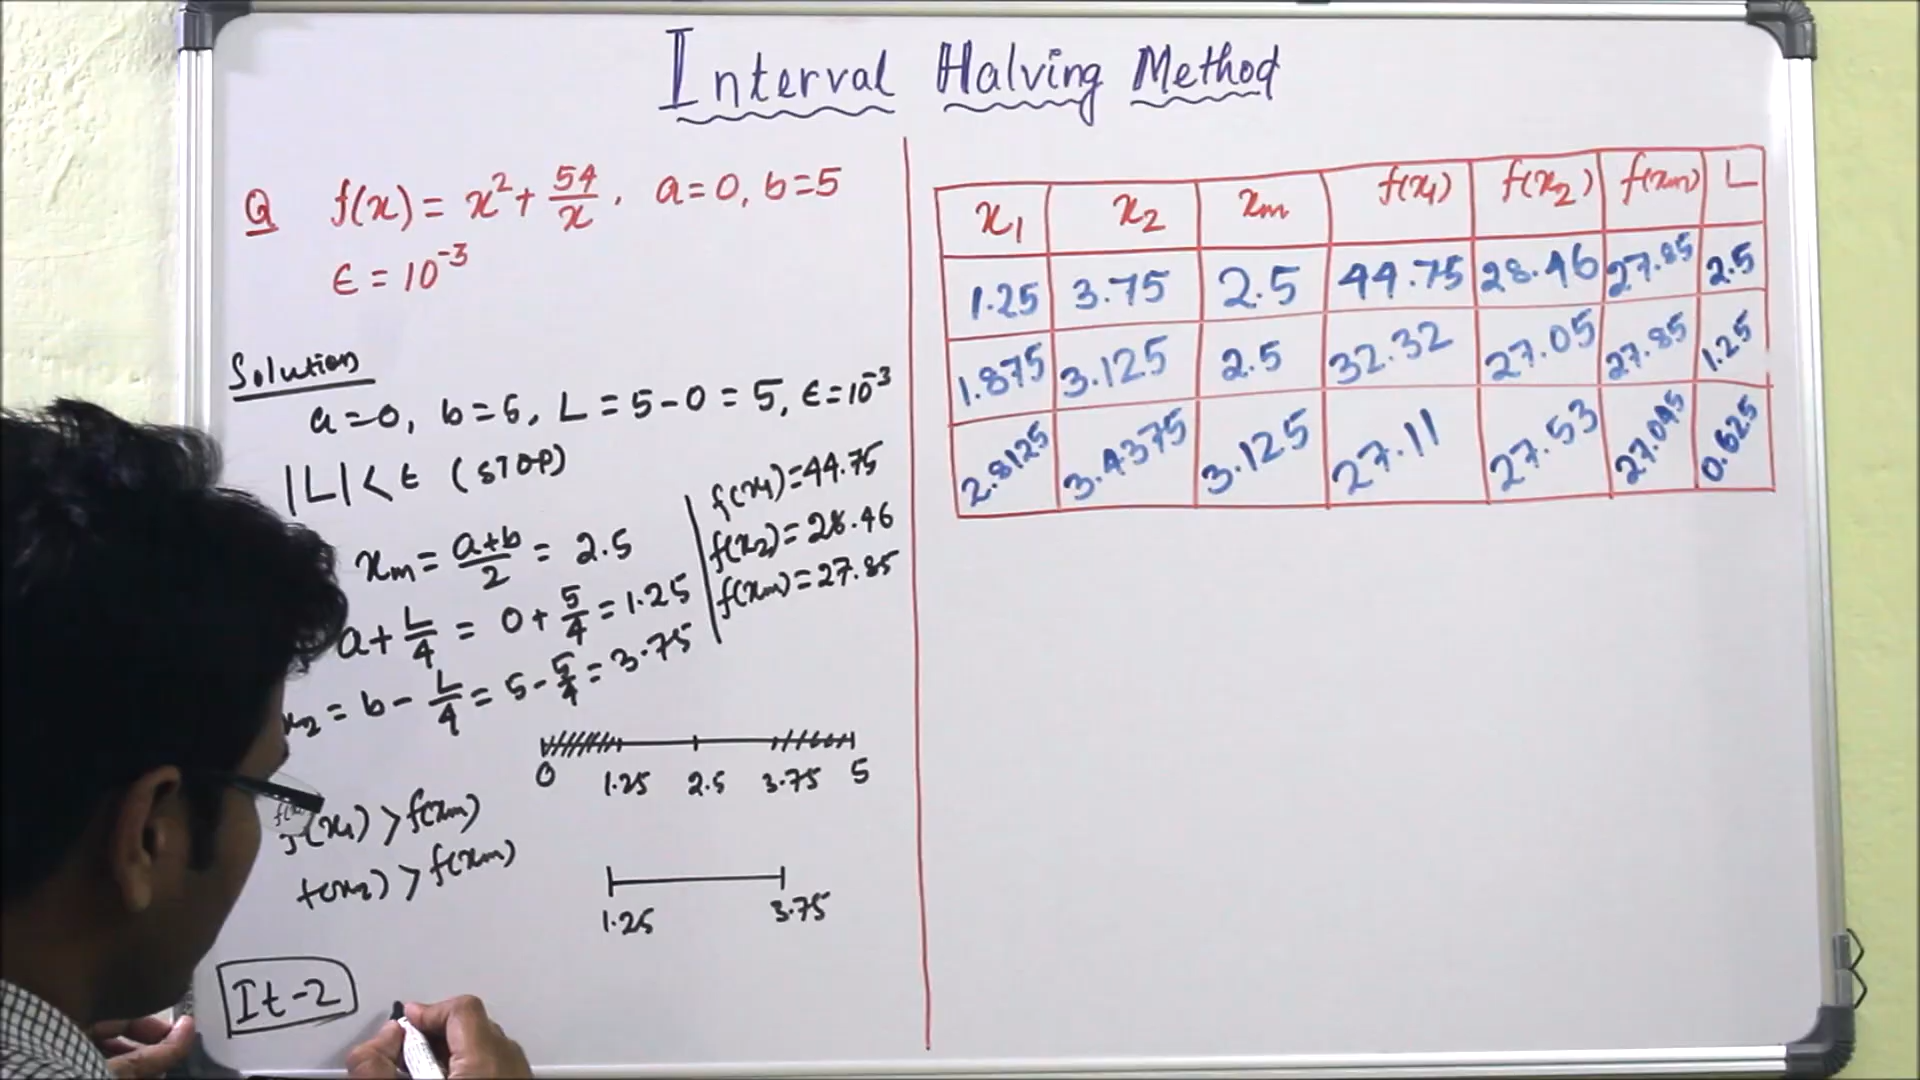 Interval Halving Method
Q f(x) = x² + 54/x, a=0, b=5
ϵ = 10⁻³
Solution
a=0, b=5, L = 5-0 = 5, ϵ=10⁻³
|L| < ϵ (STOP)
xm = a+b/2 = 2.5
a + L/4 = 0 + 5/4 = 1.25
x2 = b - L/4 = 5 - 5/4 = 3.75
f(x1) = 44.75
f(x2) = 28.46
f(xm) = 27.85
0 1.25 2.5 3.75 5
f(x1) > f(xm)
f(x2) > f(xm)
1.25 3.75
It-2
x1 x2 xm f(x1) f(x2) f(xm) L
1.25 3.75 2.5 44.75 28.46 27.85 2.5
1.875 3.125 2.5 32.32 27.05 27.85 1.25
2.8125 3.4375 3.125 27.11 27.53 27.045 0.625